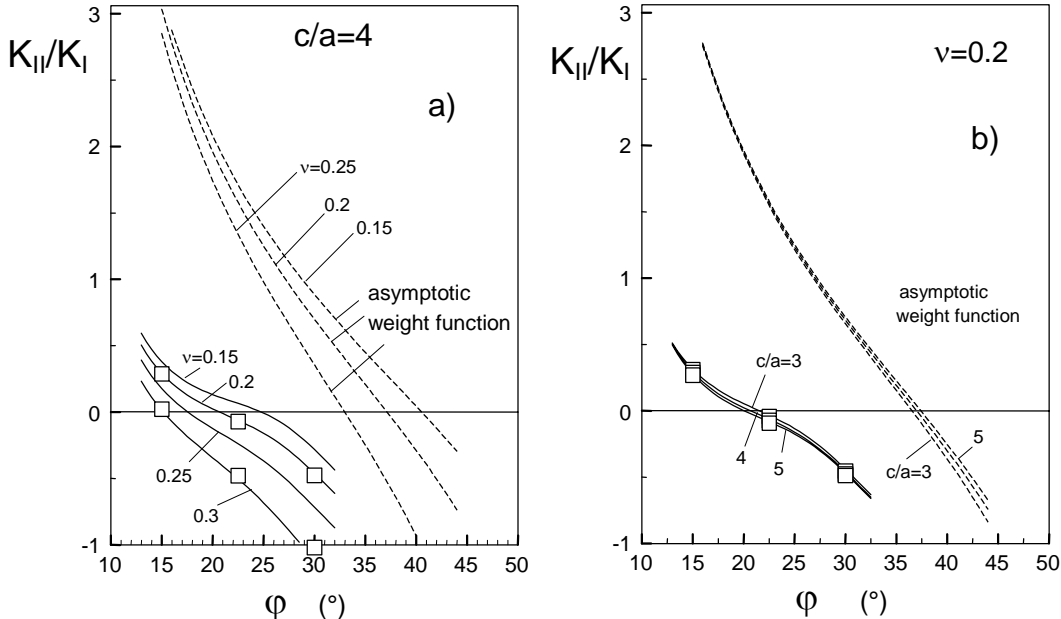 3
2
1
0
-1
K_II/K_I
c/a=4
a)
ν=0.25
0.2
0.15
asymptotic
weight function
ν=0.15
0.2
0.25
0.3
10 15 20 25 30 35 40 45 50
φ (°)
3
2
1
0
-1
K_II/K_I
ν=0.2
b)
asymptotic
weight function
c/a=3
4
5
5
c/a=3
10 15 20 25 30 35 40 45 50
φ (°)